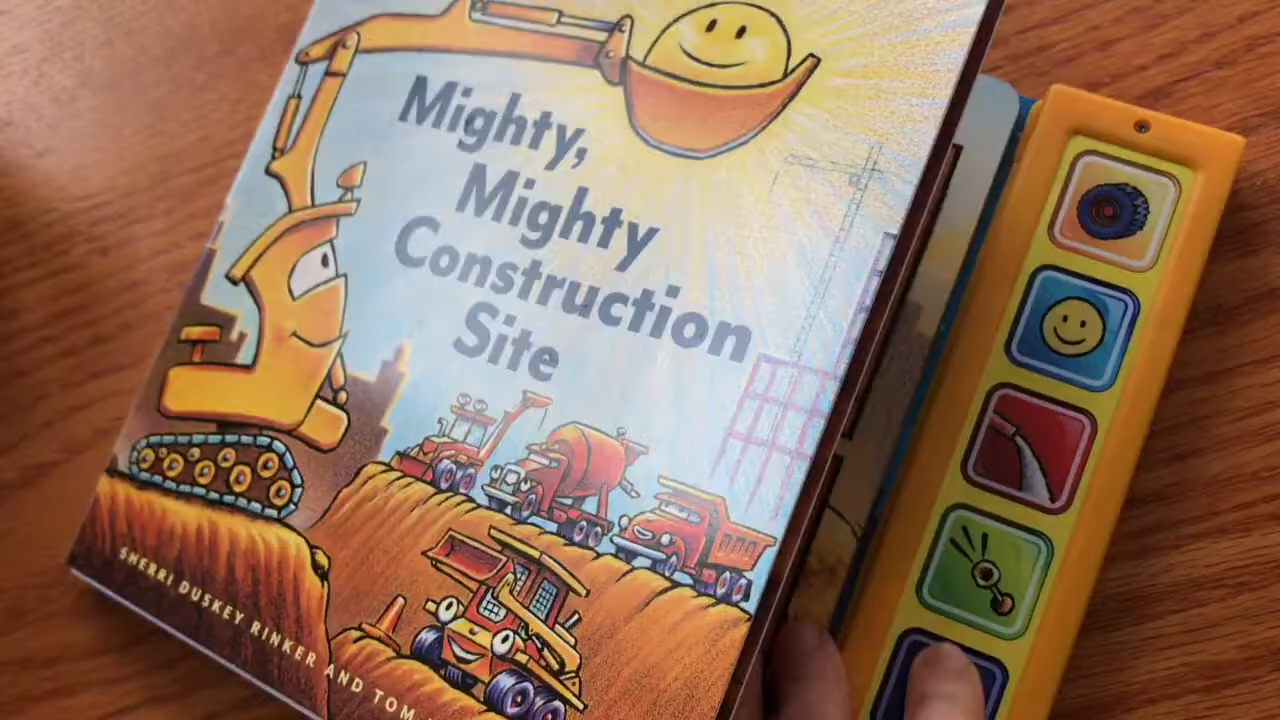 Mighty,
Mighty
Construction
Site
SHERRI DUSKEY RINKER AND TOM